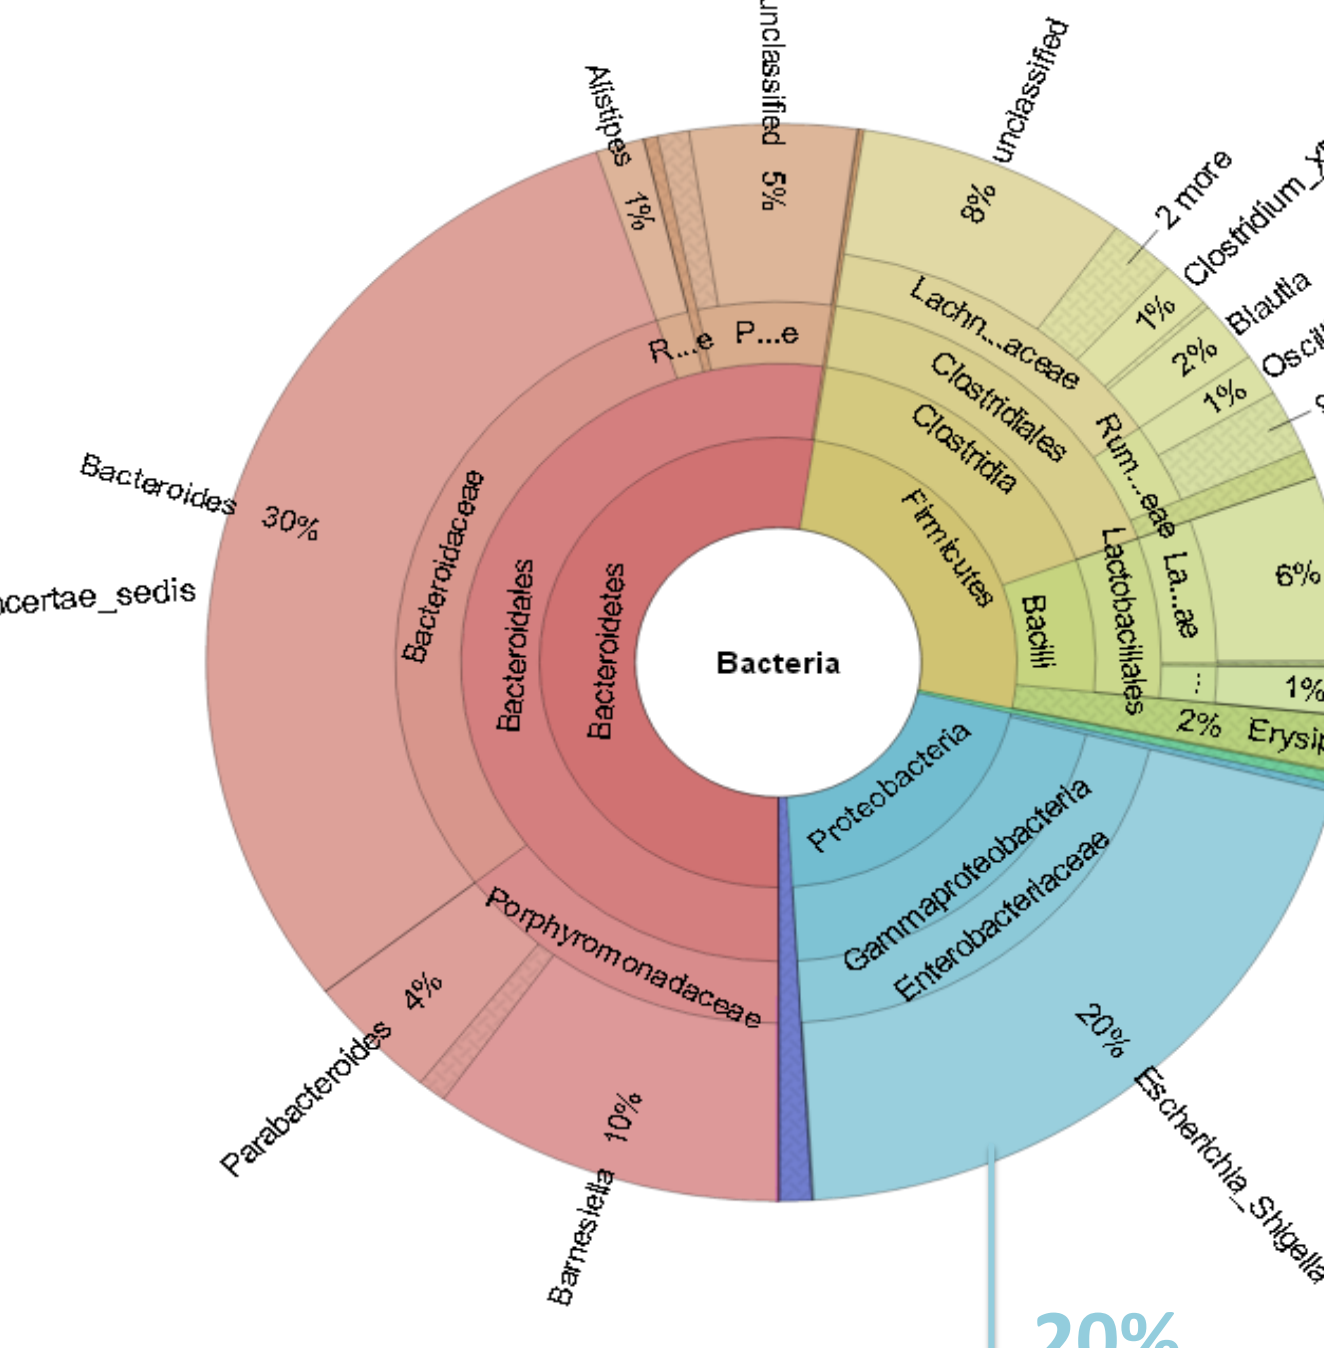 unclassified
5%
Alistipes
1%
unclassified
8%
2 more
Clostridium_X
1%
Blautia
2%
Oscill
1%
R...e
P...e
Lachn...aceae
Clostridiales
Clostridia
Firmicutes
Rum...eae
Lactobacillales
La...ae
Bacilli
6%
...
1%
2%
Erysip
Bacteroides
30%
ncertae_sedis
Bacteroidaceae
Bacteroidales
Bacteroidetes
Bacteria
Proteobacteria
Gammaproteobacteria
Enterobacteriaceae
Porphyromonadaceae
4%
Parabacteroides
10%
Barnesiella
20%
Escherichia_Shigella
20%